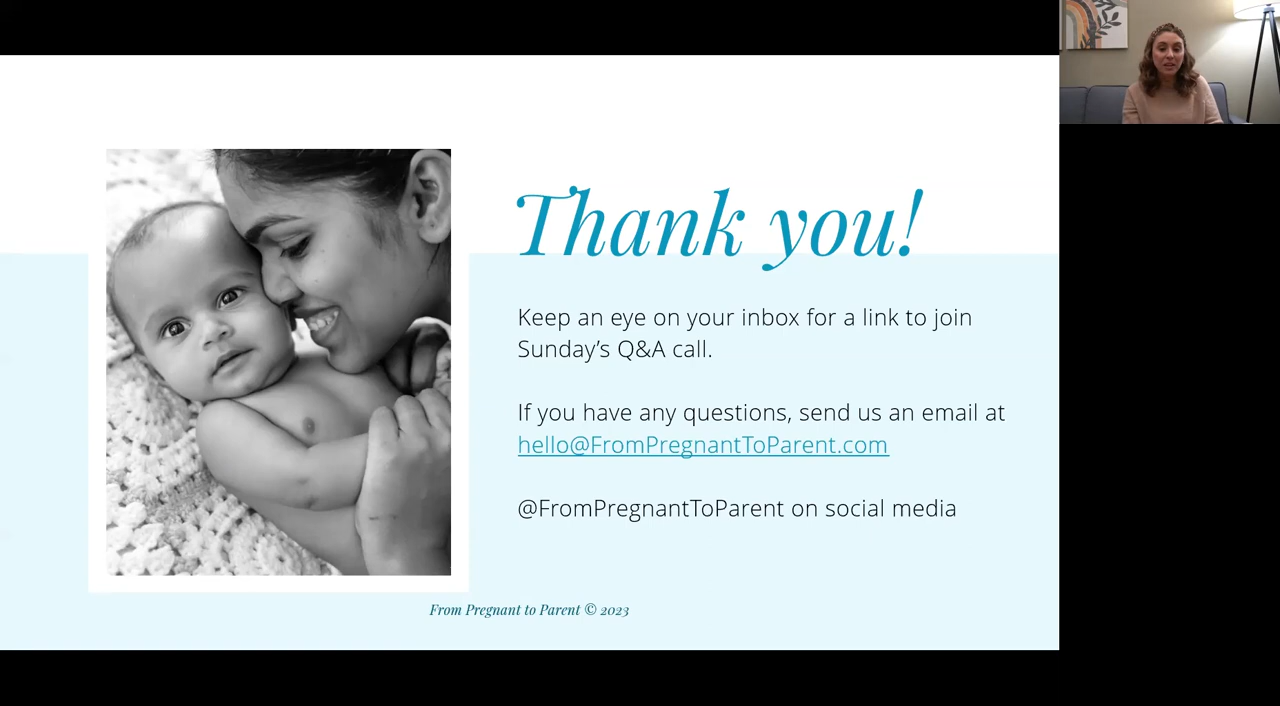 Thank you!
Keep an eye on your inbox for a link to join
Sunday's Q&A call.
If you have any questions, send us an email at
hello@FromPregnantToParent.com
@FromPregnantToParent on social media
From Pregnant to Parent © 2023